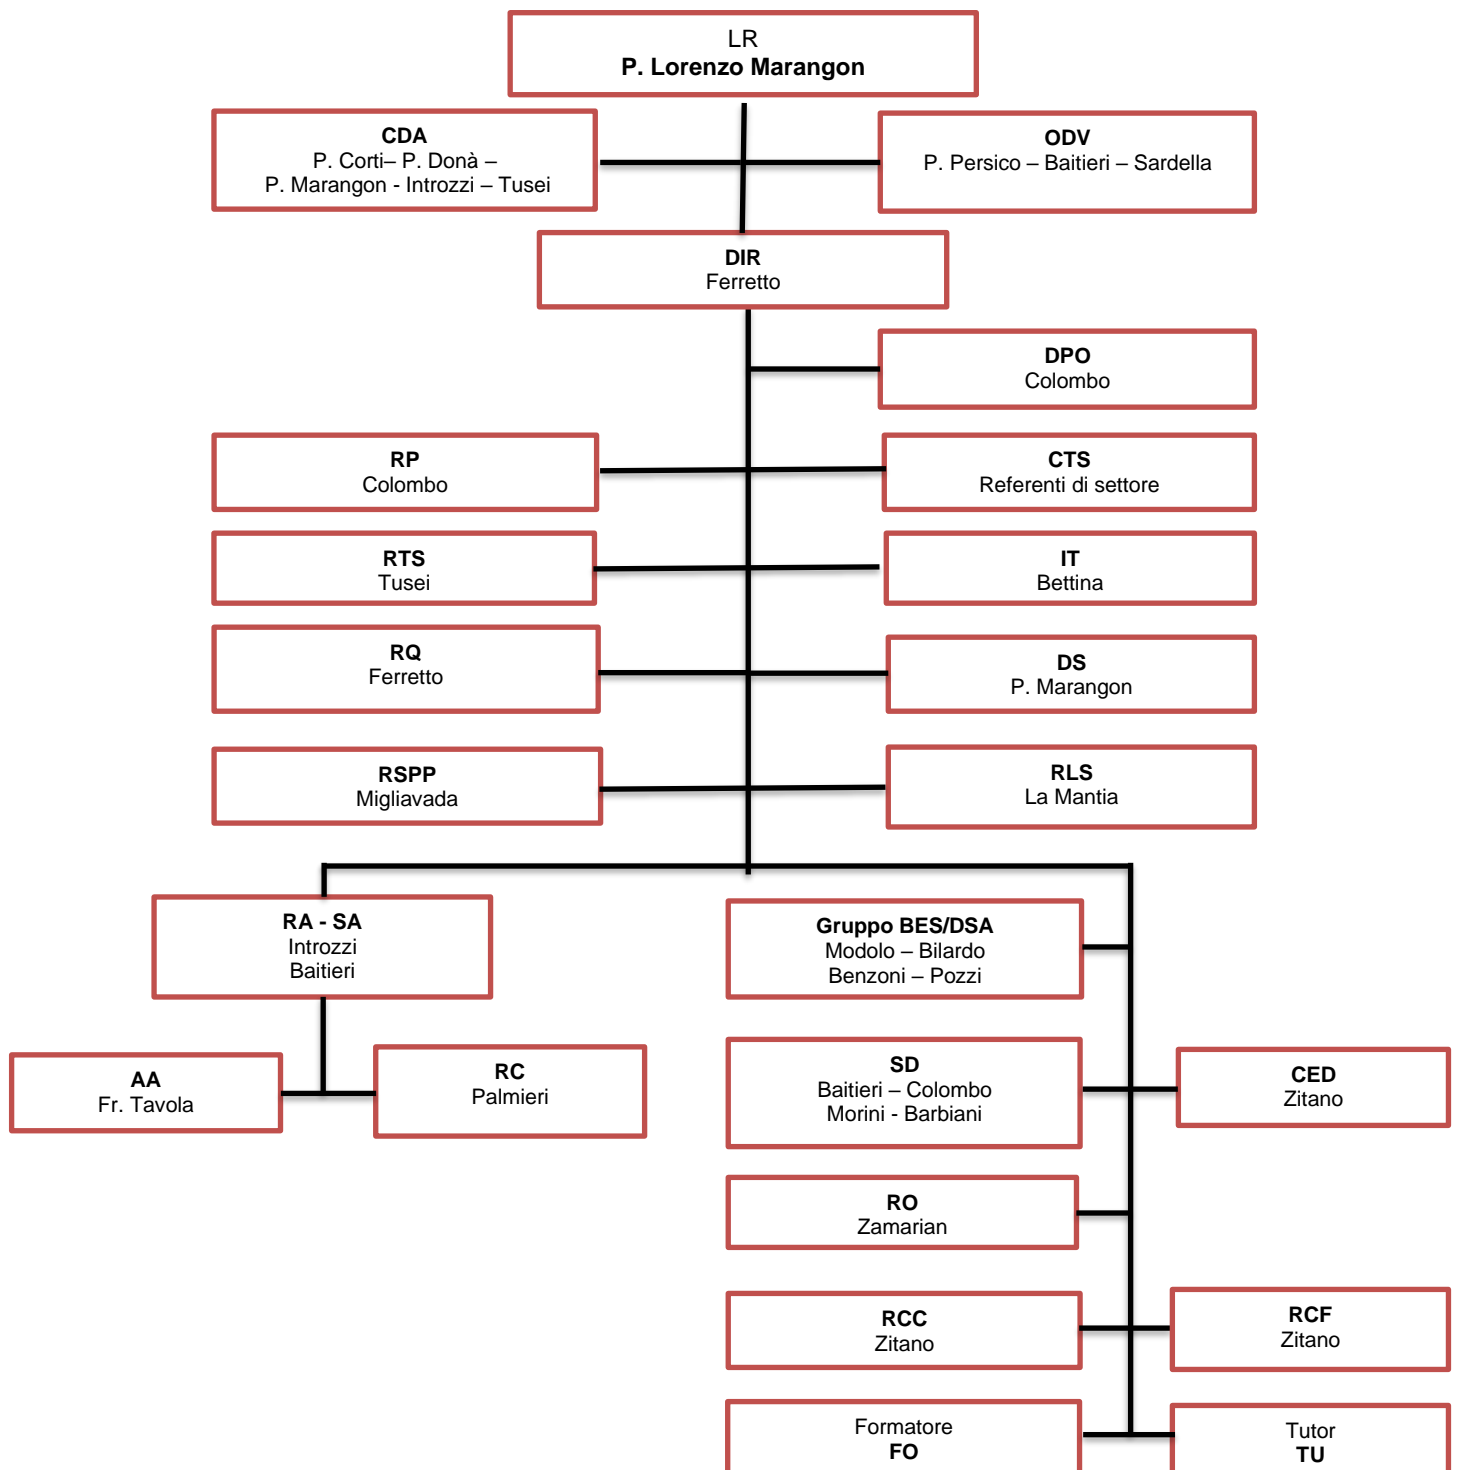 LR
P. Lorenzo Marangon
CDA
P. Corti– P. Donà –
P. Marangon - Introzzi – Tusei
ODV
P. Persico – Baitieri – Sardella
DIR
Ferretto
DPO
Colombo
RP
Colombo
CTS
Referenti di settore
RTS
Tusei
IT
Bettina
RQ
Ferretto
DS
P. Marangon
RSPP
Migliavada
RLS
La Mantia
RA - SA
Introzzi
Baitieri
Gruppo BES/DSA
Modolo – Bilardo
Benzoni – Pozzi
AA
Fr. Tavola
RC
Palmieri
SD
Baitieri – Colombo
Morini - Barbiani
CED
Zitano
RO
Zamarian
RCC
Zitano
RCF
Zitano
Formatore
FO
Tutor
TU